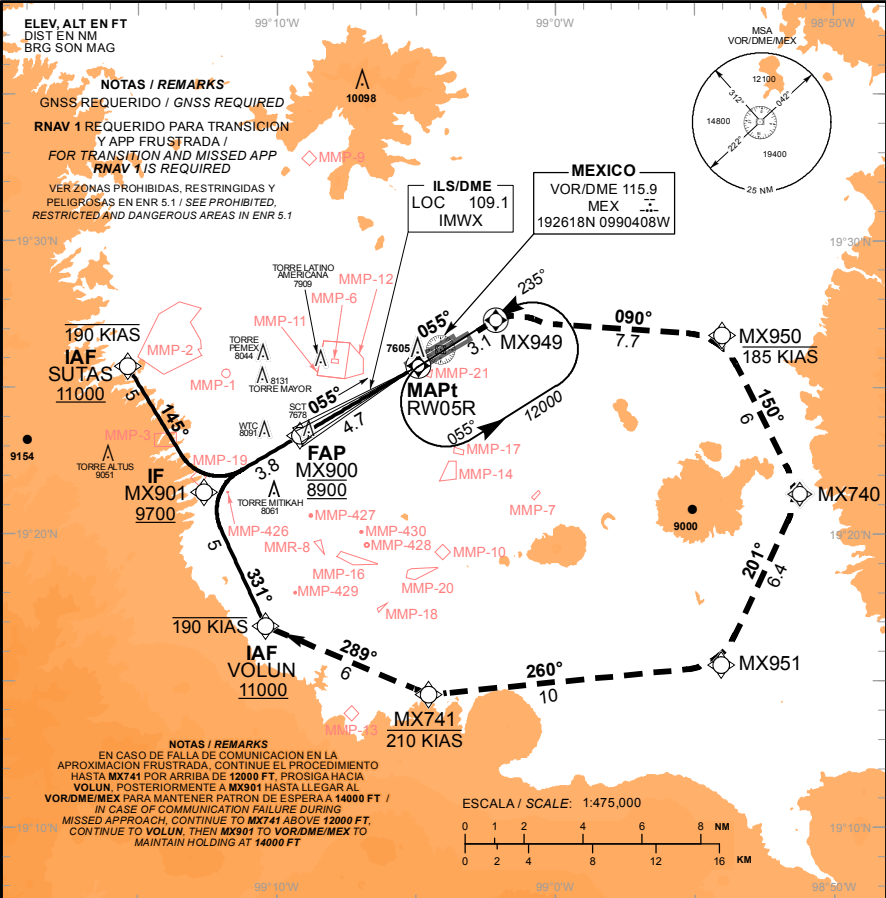 ELEV, ALT EN FT
DIST EN NM
BRG SON MAG
99°10'W
99°00'W
NOTAS / REMARKS
GNSS REQUERIDO / GNSS REQUIRED
RNAV 1 REQUERIDO PARA TRANSICION
Y APP FRUSTRADA /
FOR TRANSITION AND MISSED APP
RNAV 1 IS REQUIRED
VER ZONAS PROHIBIDAS, RESTRINGIDAS Y
PELIGROSAS EN ENR 5.1 / SEE PROHIBITED,
RESTRICTED AND DANGEROUS AREAS IN ENR 5.1
10098
MMP-9
MSA
VOR/DME/MEX
12100
312°
042°
14800
222°
19400
25 NM
ILS/DME
LOC 109.1
IMWX
MEXICO
VOR/DME 115.9
MEX
192618N 0990408W
19°30'
19°30'
TORRE LATINO
AMERICANA
7909
MMP-12
MMP-6
MMP-11
190 KIAS
IAF
SUTAS
11000
MMP-2
MMP-1
TORRE
PEMEX
8044
8131
TORRE MAYOR
7605
055°
3.1
235°
MX949
090°
7.7
MX950
185 KIAS
MMP-21
MAPt
RW05R
12000
055°
SCT
7678
055°
4.7
WTC
8091
FAP
MX900
8900
5
145°
MMP-3
9154
TORRE ALTUS
9051
MMP-19
3.8
IF
MX901
9700
TORRE MITIKAH
8061
MMP-17
MMP-14
MMP-7
150°
6
MX740
9000
19°20'
19°20'
MMP-426
MMP-427
MMP-430
MMP-428
MMR-8
MMP-10
MMP-16
MMP-20
MMP-429
MMP-18
5
331°
201°
6.4
190 KIAS
IAF
VOLUN
11000
289°
6
260°
10
MX951
MX741
210 KIAS
MMP-13
NOTAS / REMARKS
EN CASO DE FALLA DE COMUNICACION EN LA
APROXIMACION FRUSTRADA, CONTINUE EL PROCEDIMIENTO
HASTA MX741 POR ARRIBA DE 12000 FT, PROSIGA HACIA
VOLUN, POSTERIORMENTE A MX901 HASTA LLEGAR AL
VOR/DME/MEX PARA MANTENER PATRON DE ESPERA A 14000 FT /
IN CASE OF COMMUNICATION FAILURE DURING
MISSED APPROACH, CONTINUE TO MX741 ABOVE 12000 FT,
CONTINUE TO VOLUN, THEN MX901 TO VOR/DME/MEX TO
MAINTAIN HOLDING AT 14000 FT
ESCALA / SCALE: 1:475,000
0 1 2 4 6 8 NM
0 2 4 8 12 16 KM
19°10'
19°10'
99°10'W
99°00'W
98°50'W